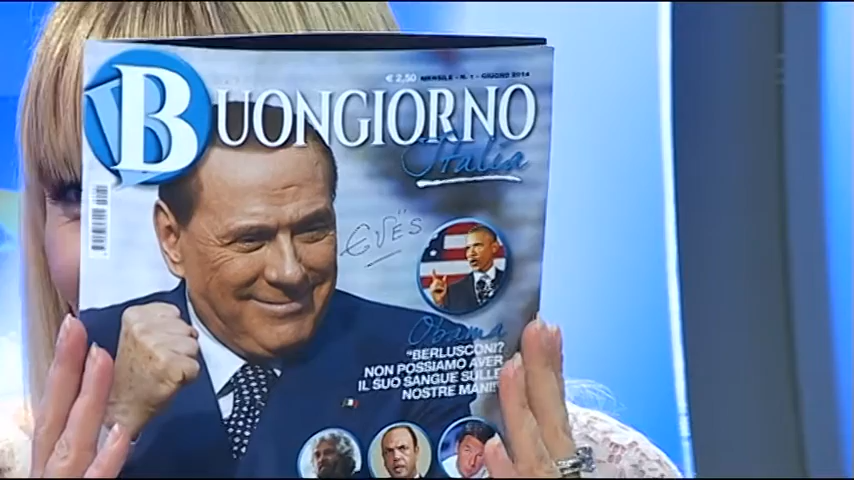 € 2,50 MENSILE - N. 1 - GIUGNO 2014
B BUONGIORNO
Italia
Obama
"BERLUSCONI?
NON POSSIAMO AVER
IL SUO SANGUE SULLE
NOSTRE MANI!"